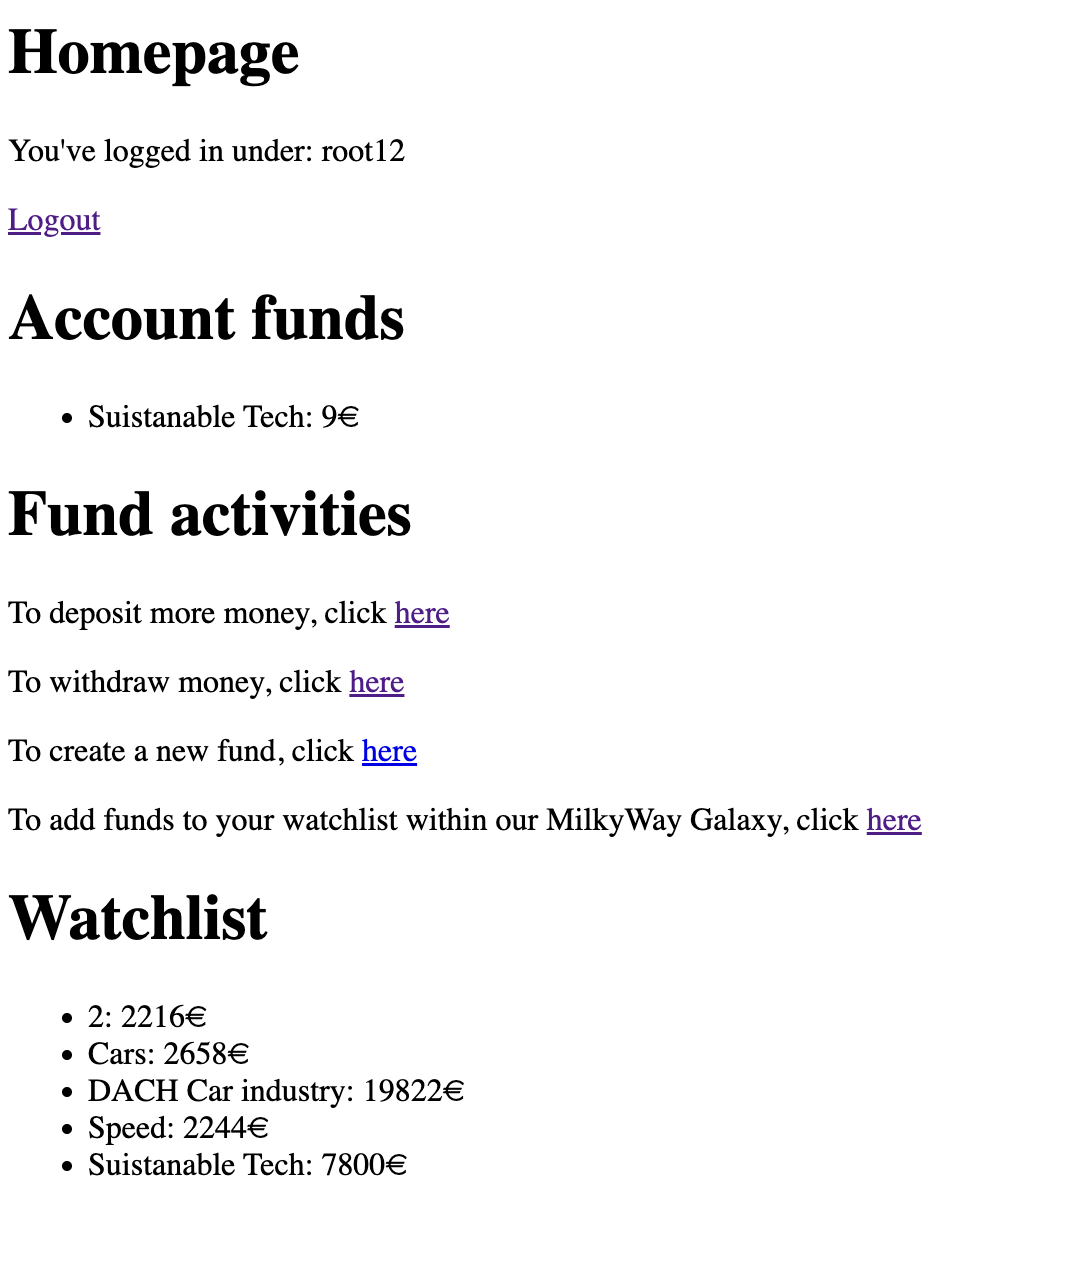 Homepage
You've logged in under: root12
Logout
Account funds
Suistanable Tech: 9€
Fund activities
To deposit more money, click here
To withdraw money, click here
To create a new fund, click here
To add funds to your watchlist within our MilkyWay Galaxy, click here
Watchlist
2: 2216€
Cars: 2658€
DACH Car industry: 19822€
Speed: 2244€
Suistanable Tech: 7800€